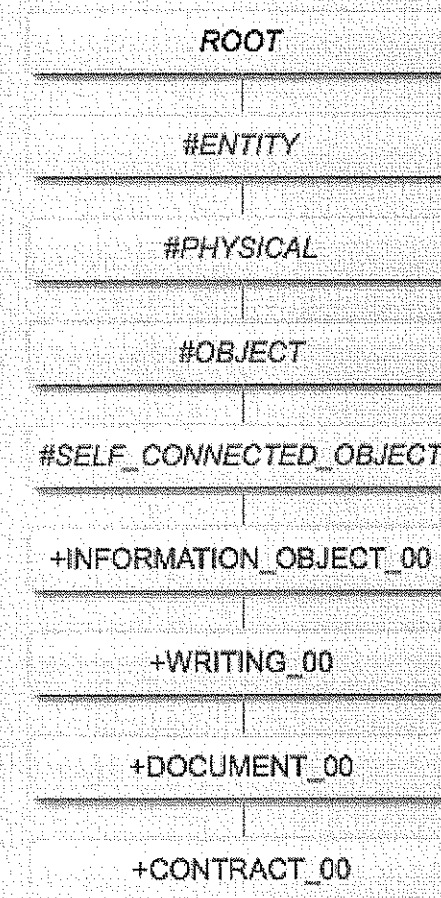 ROOT
#ENTITY
#PHYSICAL
#OBJECT
#SELF_CONNECTED_OBJECT
+INFORMATION_OBJECT_00
+WRITING_00
+DOCUMENT_00
+CONTRACT_00